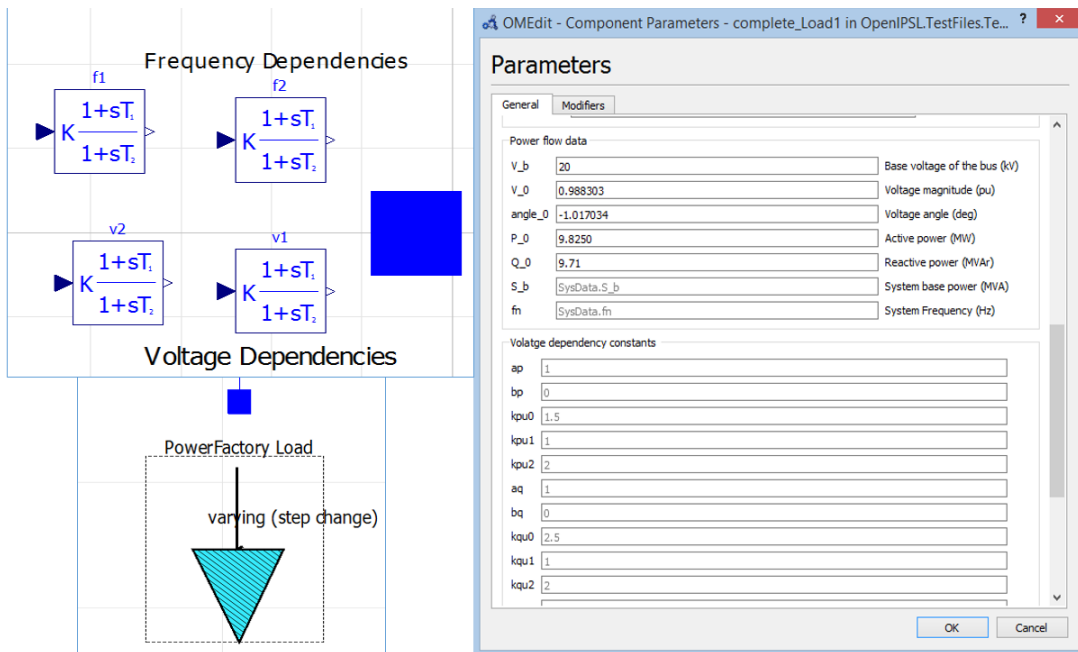 Frequency Dependencies
f1
K 1+sT₁
1+sT₂
f2
K 1+sT₁
1+sT₂
v2
K 1+sT₁
1+sT₂
v1
K 1+sT₁
1+sT₂
Voltage Dependencies
PowerFactory Load
varying (step change)
OMEdit - Component Parameters - complete_Load1 in OpenIPSL.TestFiles.Te... ? ×
Parameters
General Modifiers
Power flow data
V_b 20 Base voltage of the bus (kV)
V_0 0.988303 Voltage magnitude (pu)
angle_0 -1.017034 Voltage angle (deg)
P_0 9.8250 Active power (MW)
Q_0 9.71 Reactive power (MVAr)
S_b SysData.S_b System base power (MVA)
fn SysData.fn System Frequency (Hz)
Volatge dependency constants
ap 1
bp 0
kpu0 1.5
kpu1 1
kpu2 2
aq 1
bq 0
kqu0 2.5
kqu1 1
kqu2 2
OK Cancel